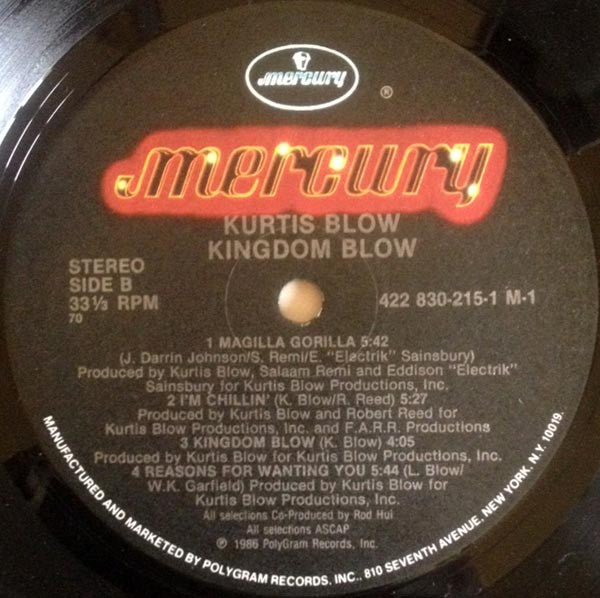 mercury
®
mercury
KURTIS BLOW
KINGDOM BLOW
STEREO
SIDE B
33⅓ RPM
70
422 830-215-1 M-1
1 MAGILLA GORILLA 5:42
(J. Darrin Johnson/S. Remi/E. "Electrik" Sainsbury)
Produced by Kurtis Blow, Salaam Remi and Eddison "Electrik"
Sainsbury for Kurtis Blow Productions, Inc.
2 I'M CHILLIN' (K. Blow/R. Reed) 5:27
Produced by Kurtis Blow and Robert Reed for
Kurtis Blow Productions, Inc. and F.A.R.R. Productions
3 KINGDOM BLOW (K. Blow) 4:05
Produced by Kurtis Blow for Kurtis Blow Productions, Inc.
4 REASONS FOR WANTING YOU 5:44 (L. Blow/
W.K. Garfield) Produced by Kurtis Blow for
Kurtis Blow Productions, Inc.
All selections Co-Produced by Rod Hui
All selections ASCAP
℗ 1986 PolyGram Records, Inc.
MANUFACTURED AND MARKETED BY POLYGRAM RECORDS, INC., 810 SEVENTH AVENUE, NEW YORK, N.Y. 10019.